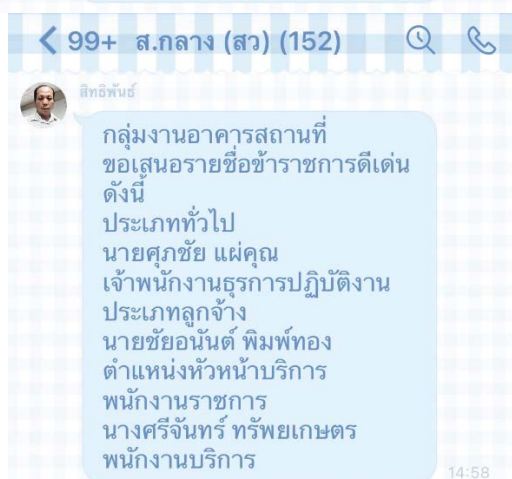 99+ ส.กลาง (สว) (152)
สิทธิพันธ์
กลุ่มงานอาคารสถานที่
ขอเสนอรายชื่อข้าราชการดีเด่น
ดังนี้
ประเภททั่วไป
นายศุภชัย แผ่คุณ
เจ้าพนักงานธุรการปฏิบัติงาน
ประเภทลูกจ้าง
นายชัยอนันต์ พิมพ์ทอง
ตำแหน่งหัวหน้าบริการ
พนักงานราชการ
นางศรีจันทร์ ทรัพยเกษตร
พนักงานบริการ
14:58